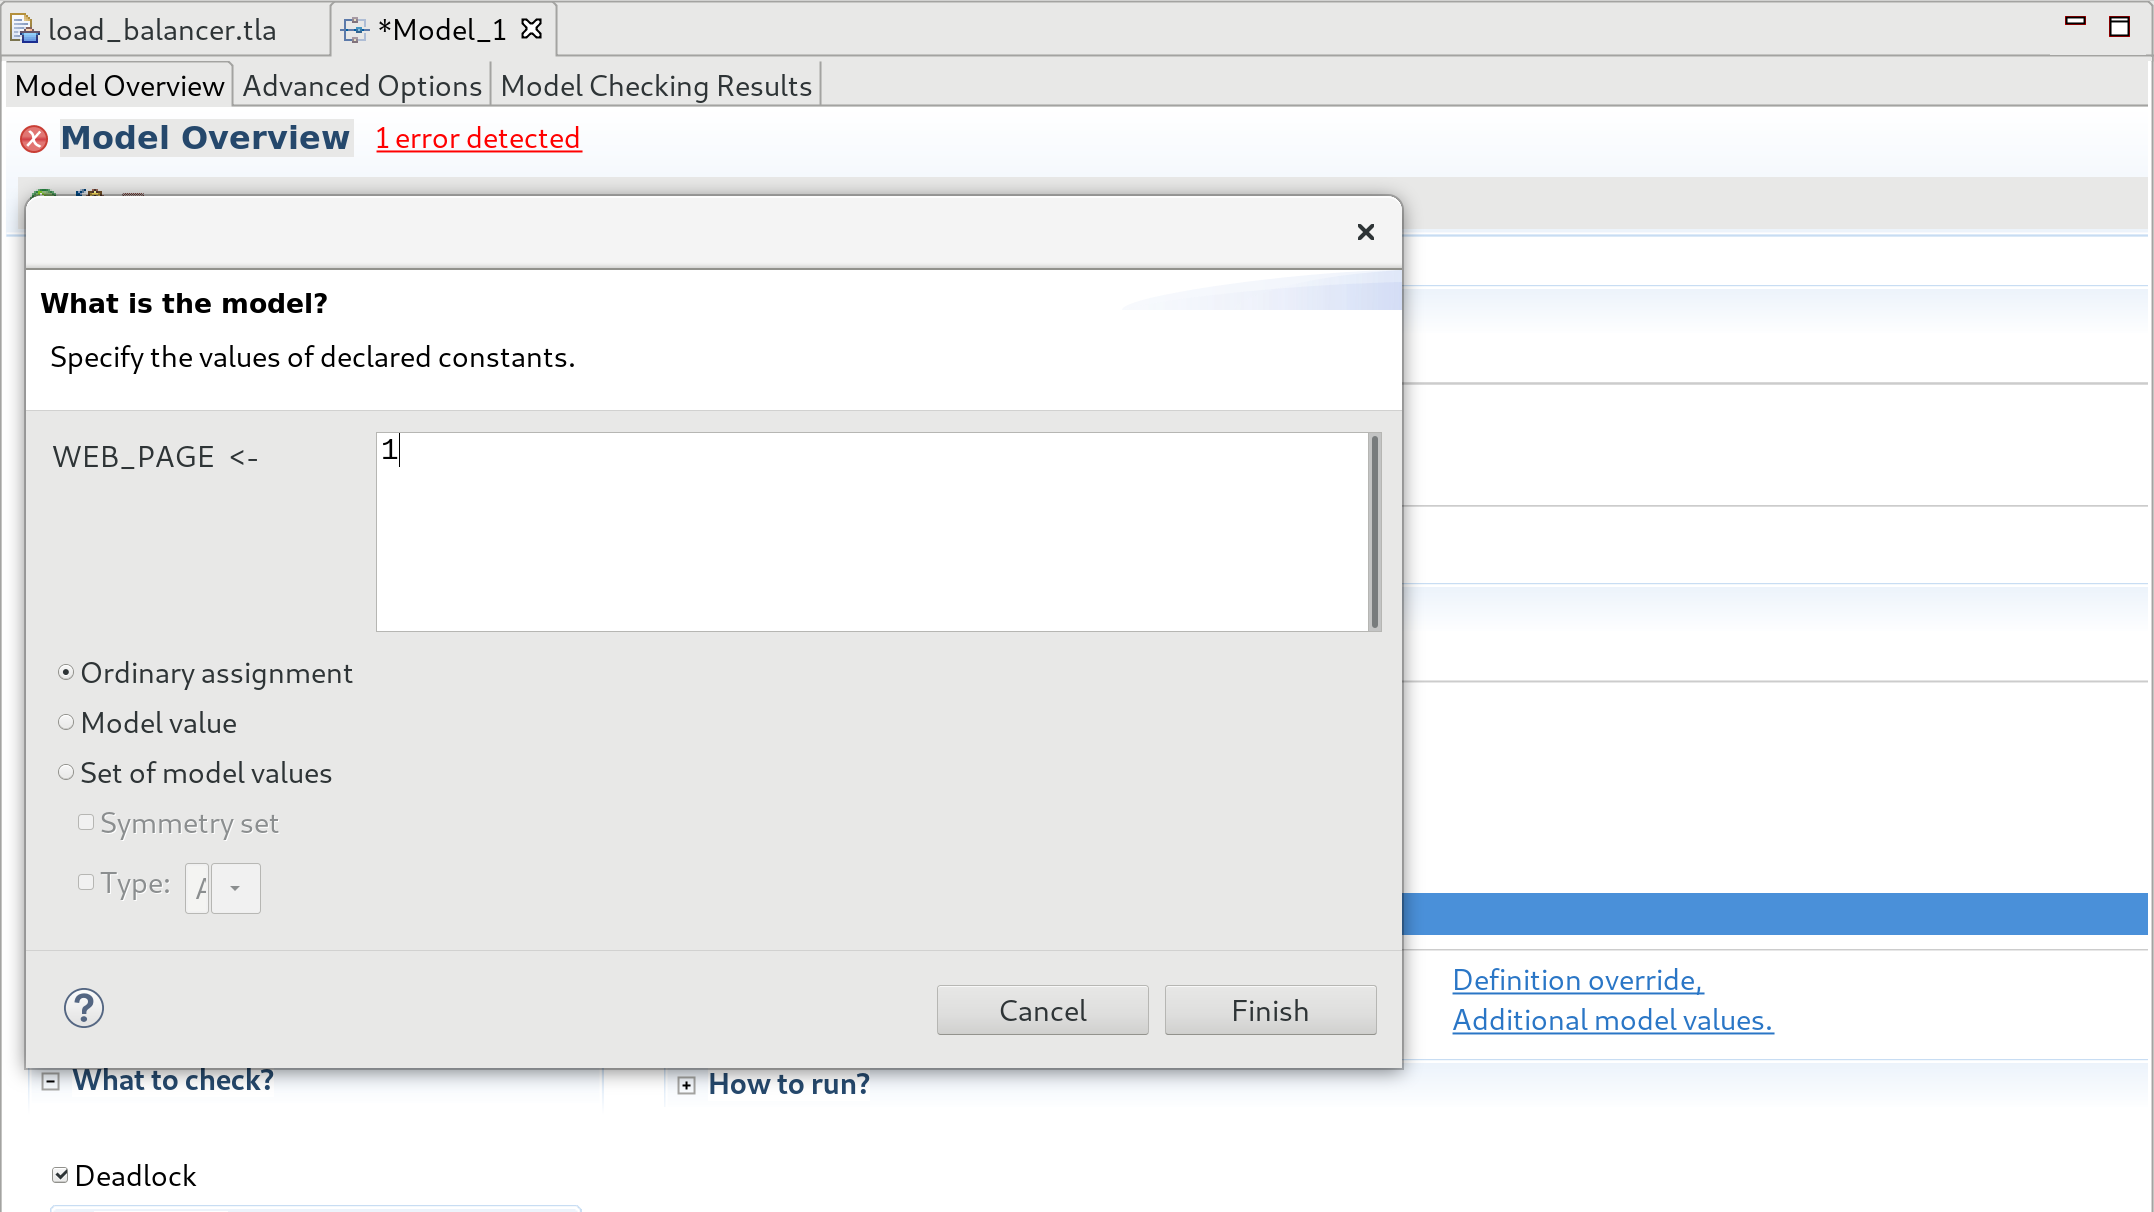 load_balancer.tla
*Model_1
Model Overview
Advanced Options
Model Checking Results
Model Overview
1 error detected
What is the model?
Specify the values of declared constants.
WEB_PAGE <-
1
Ordinary assignment
Model value
Set of model values
Symmetry set
Type:
Cancel
Finish
Definition override,
Additional model values.
What to check?
How to run?
Deadlock